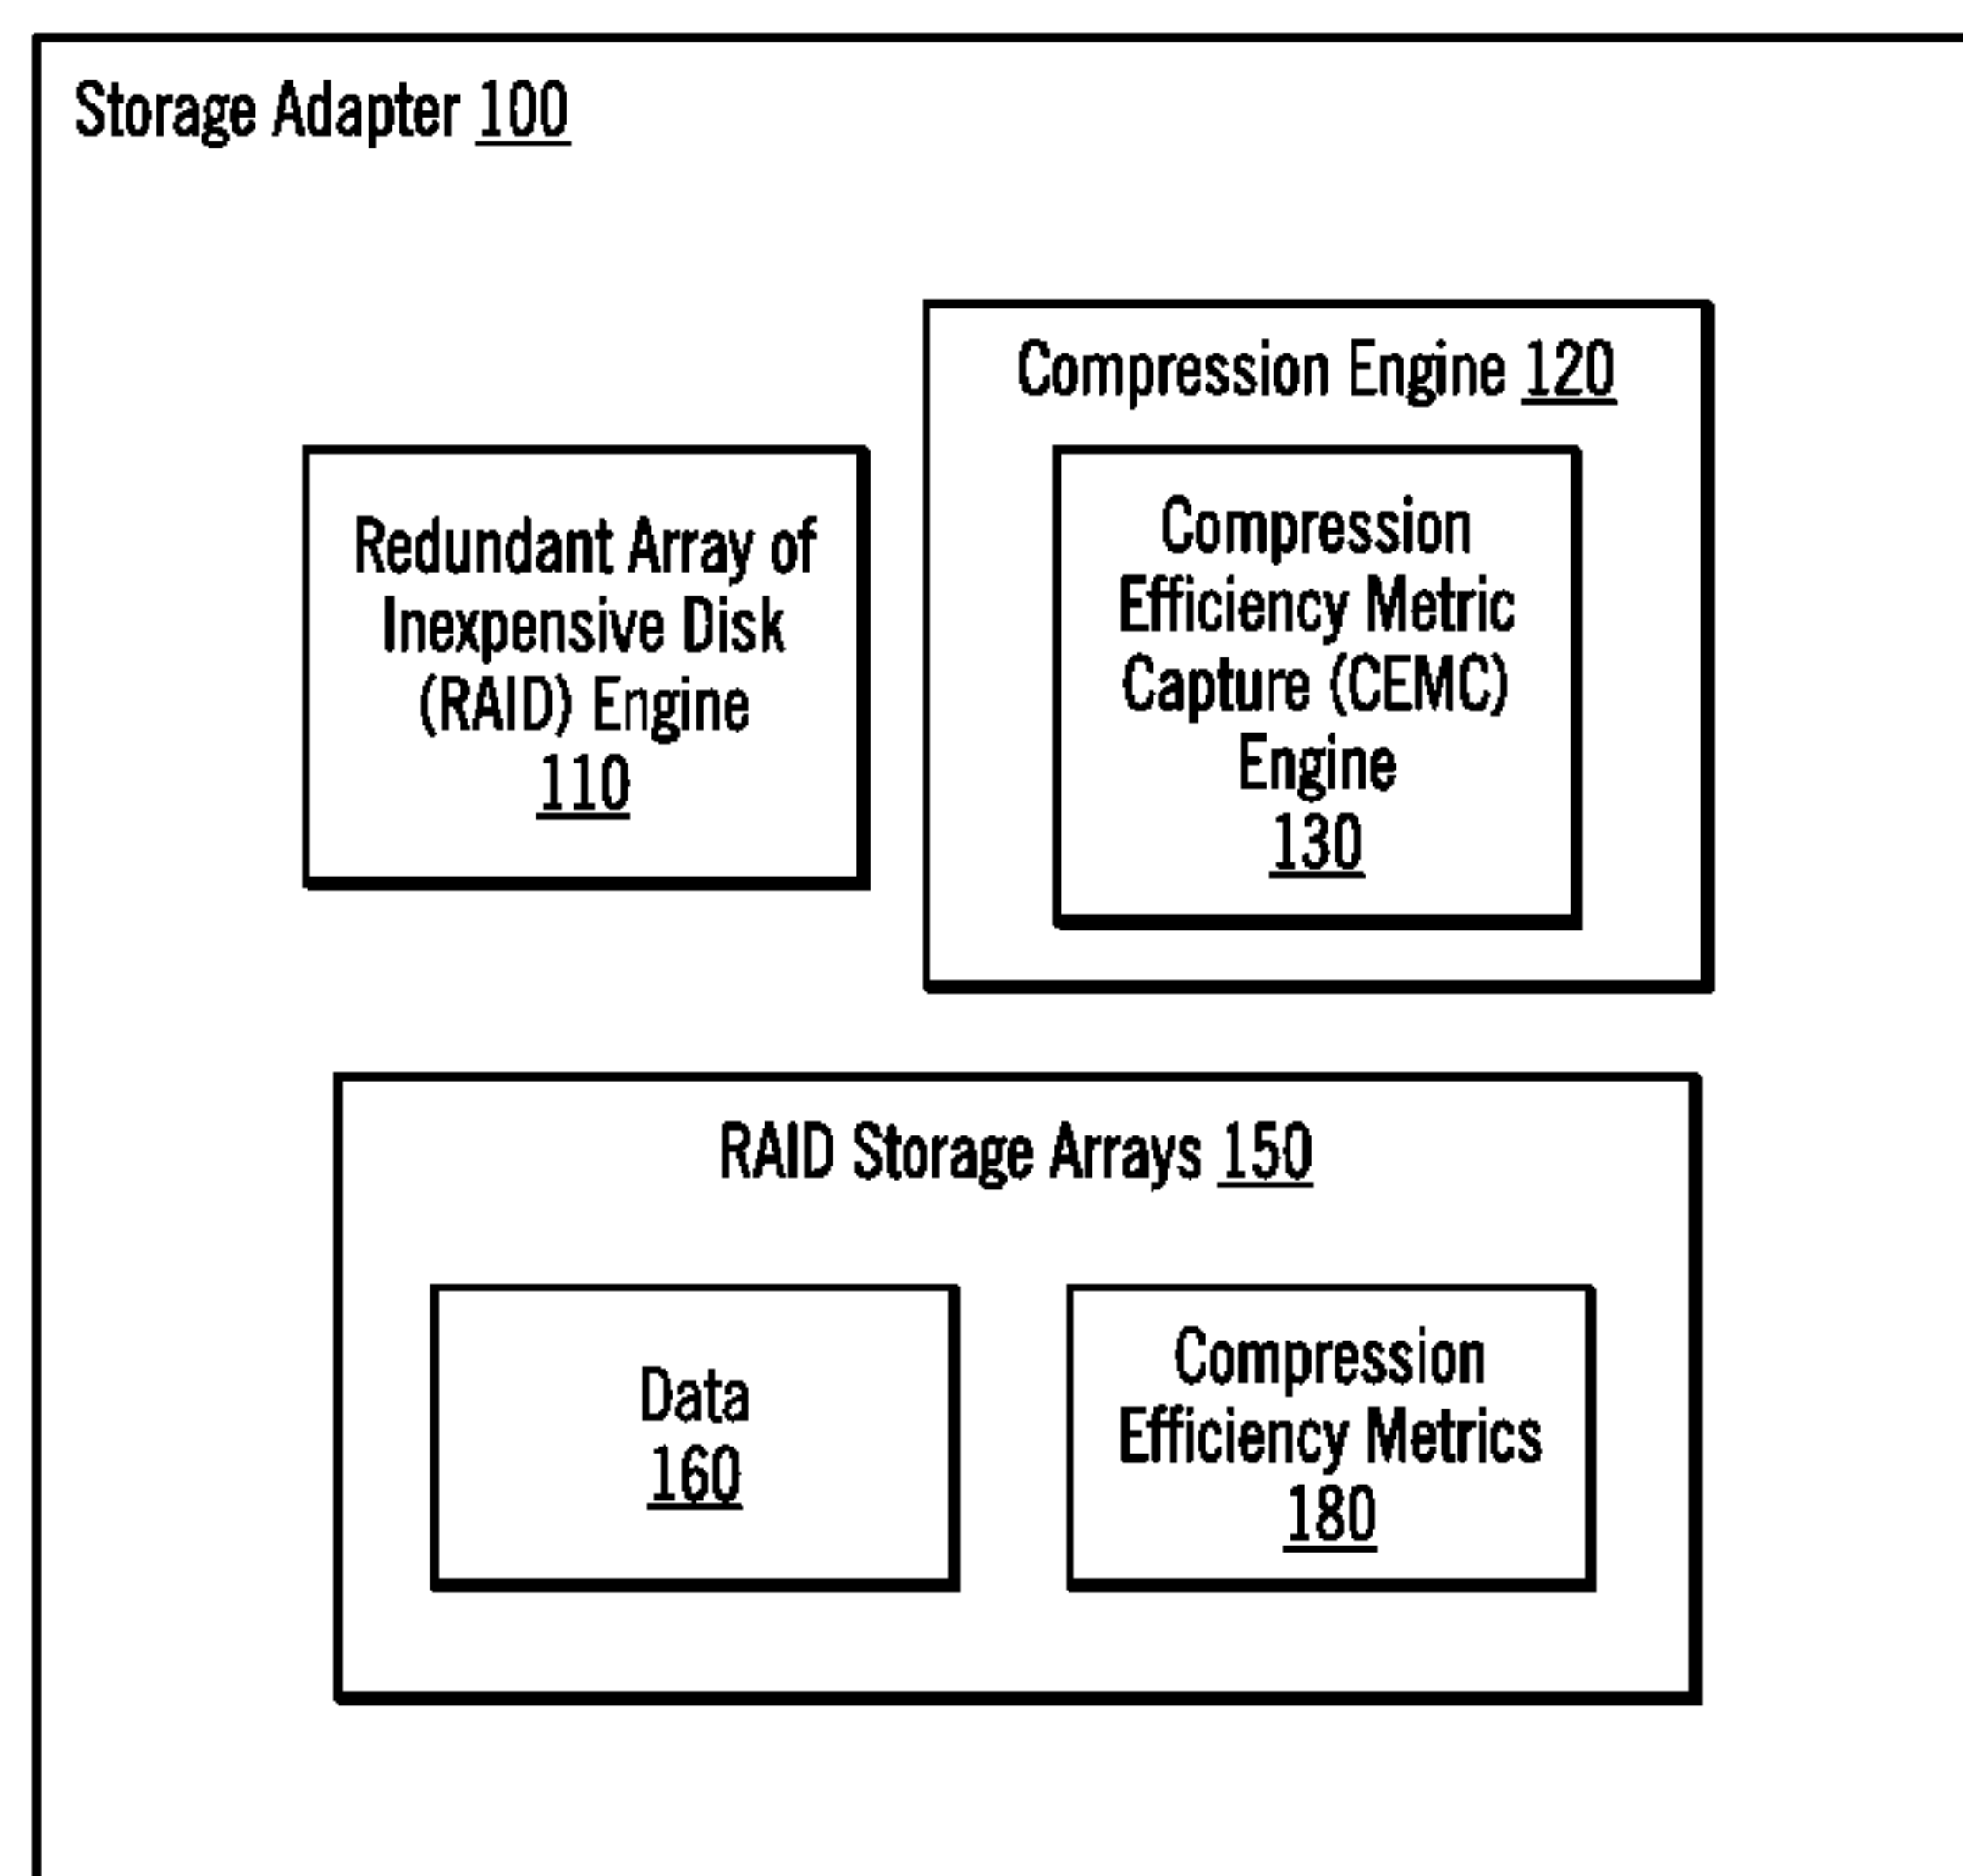 Storage Adapter 100
Compression Engine 120
Redundant Array of
Inexpensive Disk
(RAID) Engine
110
Compression
Efficiency Metric
Capture (CEMC)
Engine
130
RAID Storage Arrays 150
Data
160
Compression
Efficiency Metrics
180